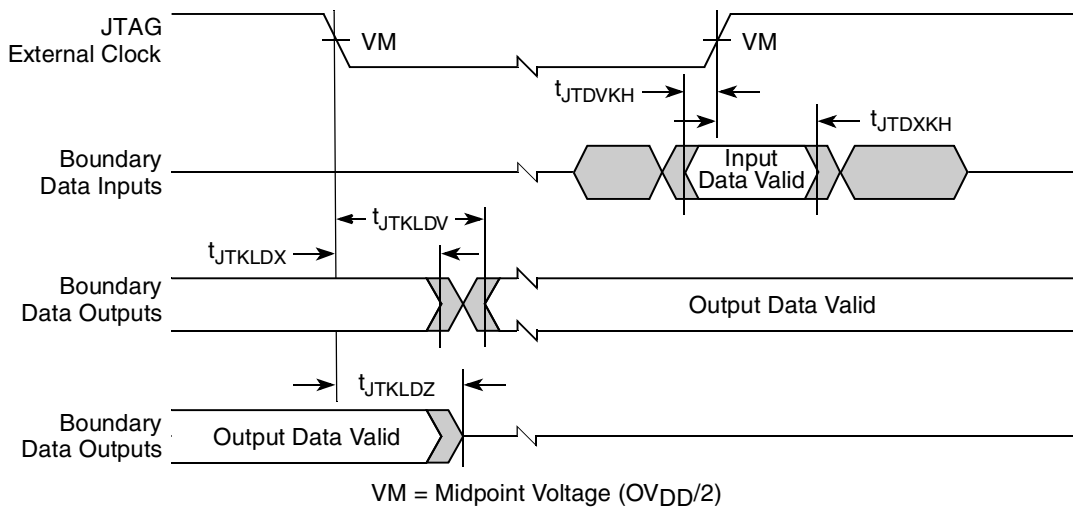 JTAG
External Clock
VM
VM
tJTDVKH
tJTDXKH
Boundary
Data Inputs
Input
Data Valid
tJTKLDV
tJTKLDX
Boundary
Data Outputs
Output Data Valid
tJTKLDZ
Boundary
Data Outputs
Output Data Valid
VM = Midpoint Voltage (OVDD/2)